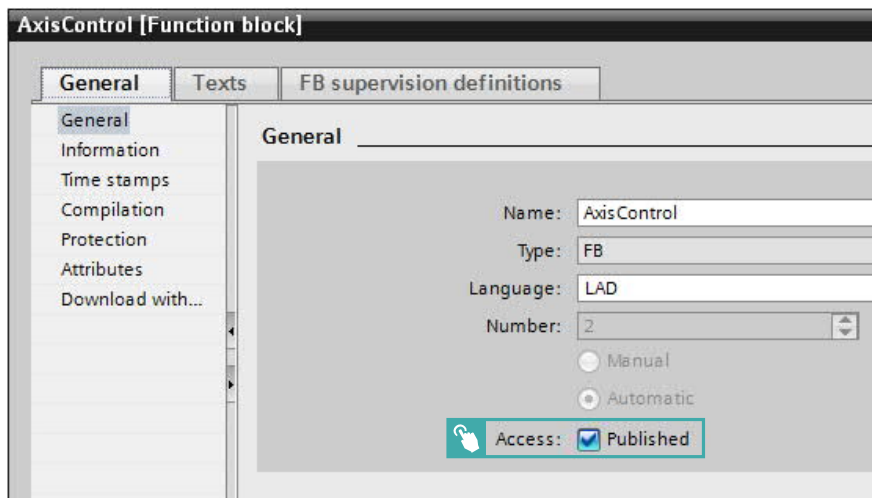 AxisControl [Function block]
General
Texts
FB supervision definitions
General
Information
Time stamps
Compilation
Protection
Attributes
Download with...
General
Name: AxisControl
Type: FB
Language: LAD
Number: 2
Manual
Automatic
Access: Published